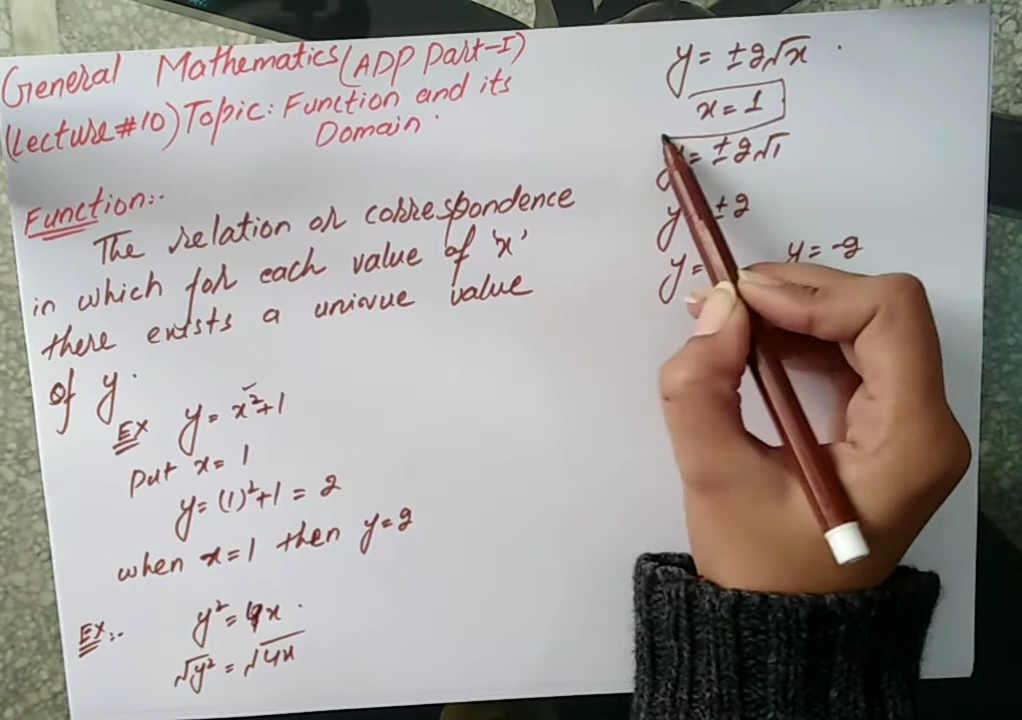 General Mathematics (ADP Part-I)
(Lecture #10) Topic: Function and its
Domain.
Function:-
The relation or correspondence
in which for each value of 'x'
there exists a unique value
of y.
Ex y = x²+1
Put x = 1
y = (1)²+1 = 2
when x=1 then y=2
Ex:- y² = 4x.
√y² = √4x
y = ±2√x .
x = 1
y = ±2√1
y ±2
y = y = -2